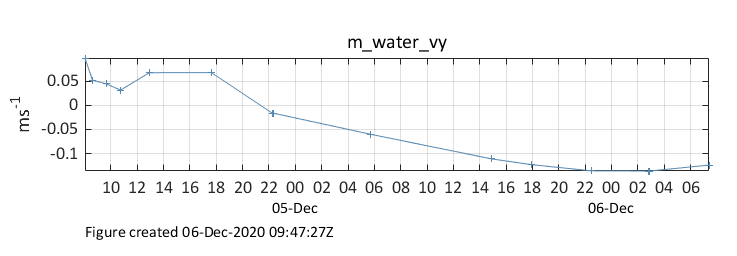 m_water_vy
ms-1
0.05
0
-0.05
-0.1
10 12 14 16 18 20 22 00 02 04 06 08 10 12 14 16 18 20 22 00 02 04 06
05-Dec 06-Dec
Figure created 06-Dec-2020 09:47:27Z